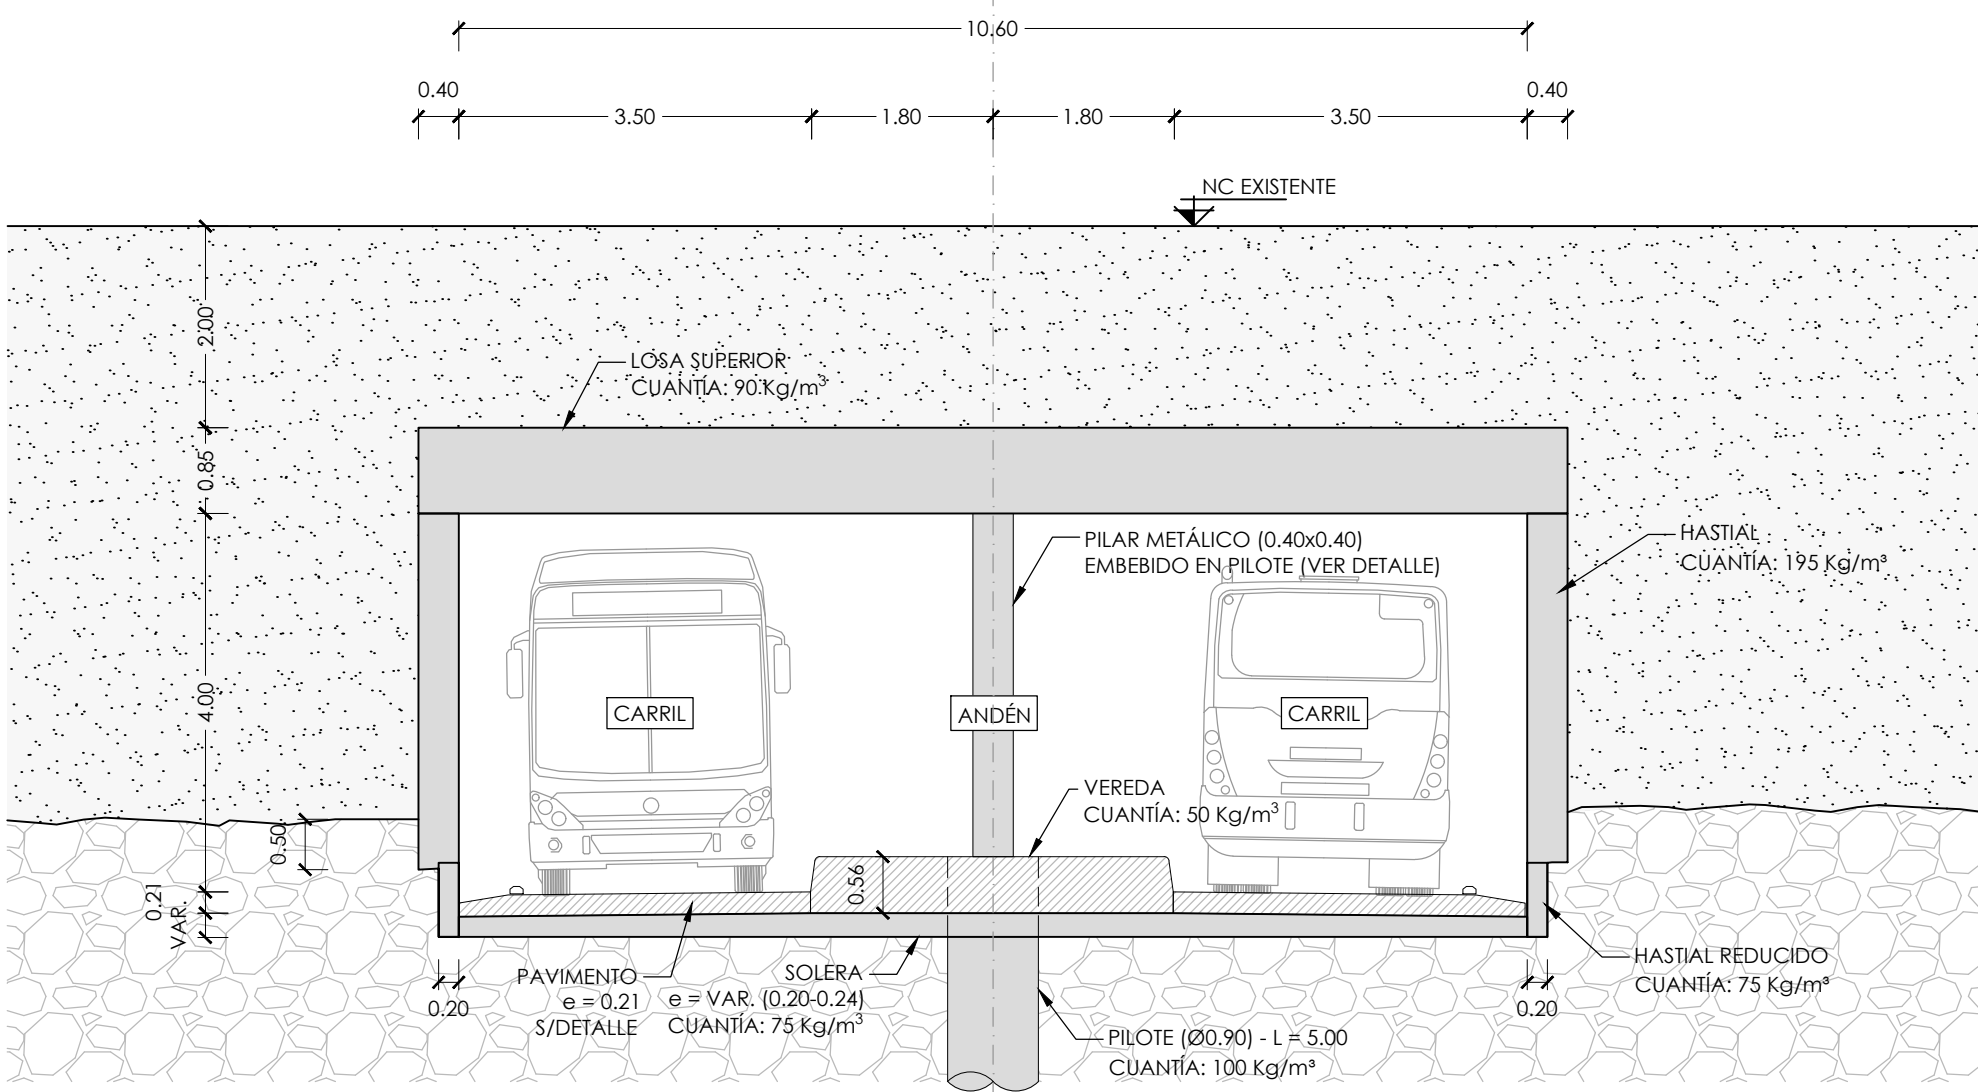 10.60
0.40
0.40
3.50
1.80
1.80
3.50
NC EXISTENTE
2.00
LOSA SUPERIOR
CUANTÍA: 90 Kg/m³
0.85
PILAR METÁLICO (0.40x0.40)
EMBEBIDO EN PILOTE (VER DETALLE)
HASTIAL
CUANTÍA: 195 Kg/m³
4.00
CARRIL
ANDÉN
CARRIL
VEREDA
CUANTÍA: 50 Kg/m³
0.50
0.56
0.21
VAR.
PAVIMENTO
e = 0.21
S/DETALLE
SOLERA
e = VAR. (0.20-0.24)
CUANTÍA: 75 Kg/m³
HASTIAL REDUCIDO
CUANTÍA: 75 Kg/m³
0.20
0.20
PILOTE (Ø0.90) - L = 5.00
CUANTÍA: 100 Kg/m³